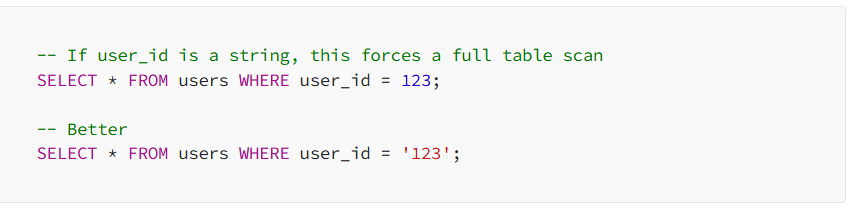 -- If user_id is a string, this forces a full table scan
SELECT * FROM users WHERE user_id = 123;
-- Better
SELECT * FROM users WHERE user_id = '123';